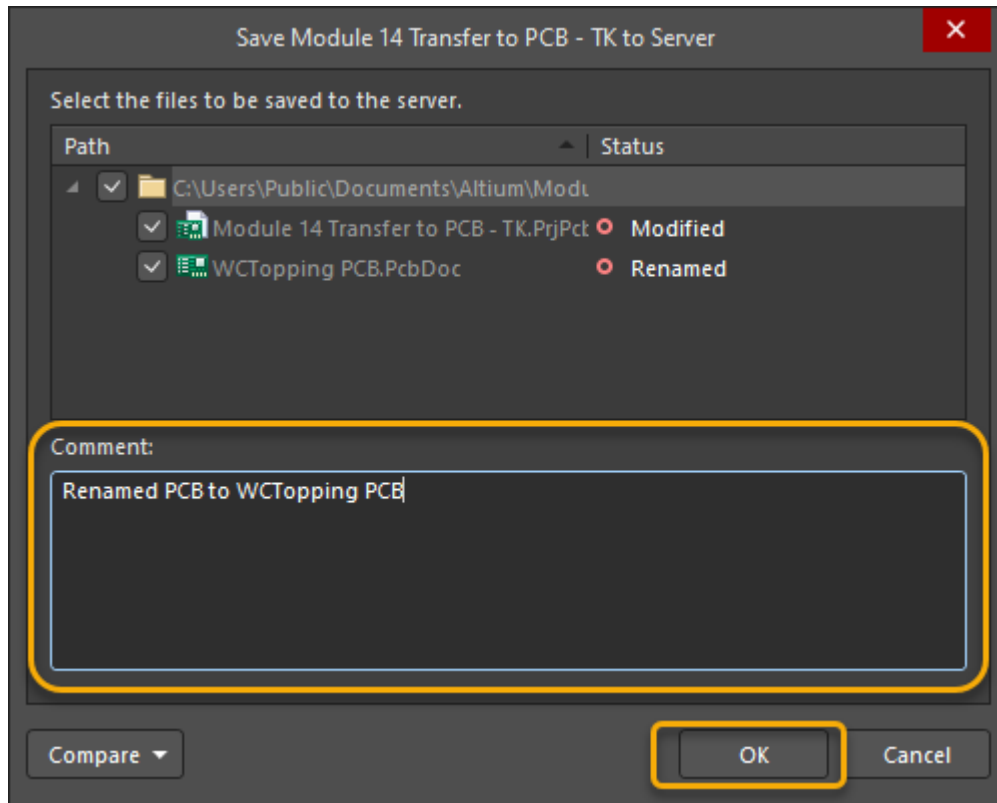 Save Module 14 Transfer to PCB - TK to Server
Select the files to be saved to the server.
Path Status
C:\Users\Public\Documents\Altium\Modu
Module 14 Transfer to PCB - TK.PrjPcb Modified
WCTopping PCB.PcbDoc Renamed
Comment:
Renamed PCB to WCTopping PCB
Compare OK Cancel